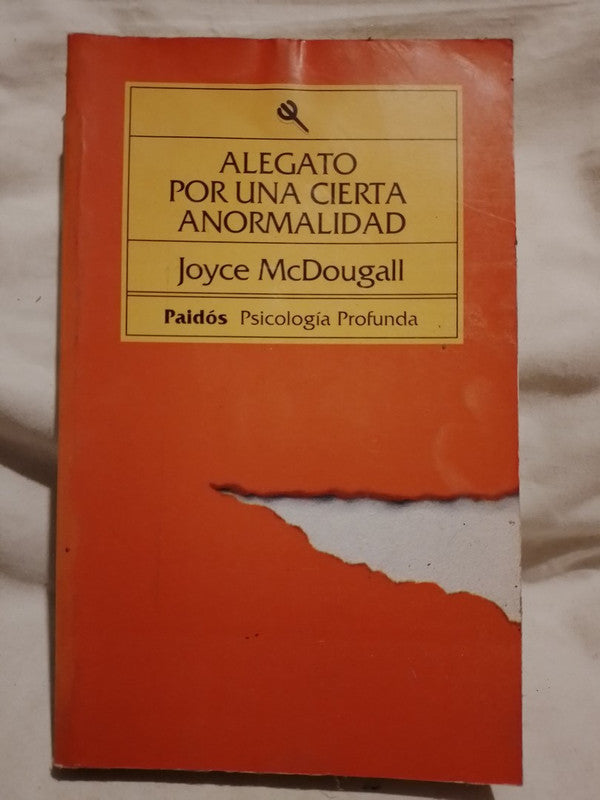 ALEGATO
POR UNA CIERTA
ANORMALIDAD
Joyce McDougall
Paidós Psicología Profunda